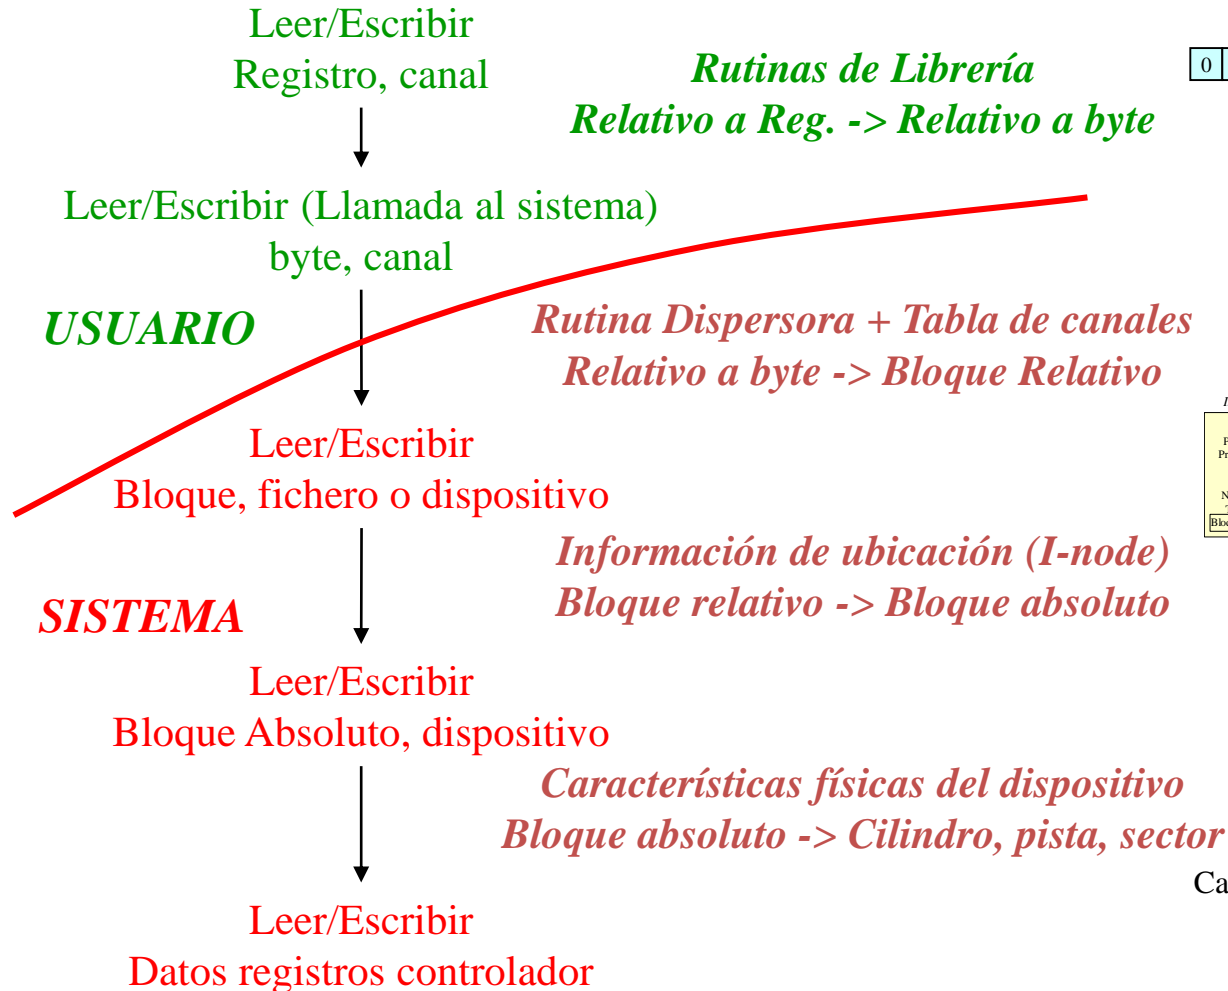 Leer/Escribir
Registro, canal
Rutinas de Librería
Relativo a Reg. -> Relativo a byte
0
Leer/Escribir (Llamada al sistema)
byte, canal
USUARIO
Rutina Dispersora + Tabla de canales
Relativo a byte -> Bloque Relativo
Leer/Escribir
Bloque, fichero o dispositivo
Información de ubicación (I-node)
Bloque relativo -> Bloque absoluto
SISTEMA
Leer/Escribir
Bloque Absoluto, dispositivo
Característísticas físicas del dispositivo
Bloque absoluto -> Cilindro, pista, sector
Ca
Leer/Escribir
Datos registros controlador